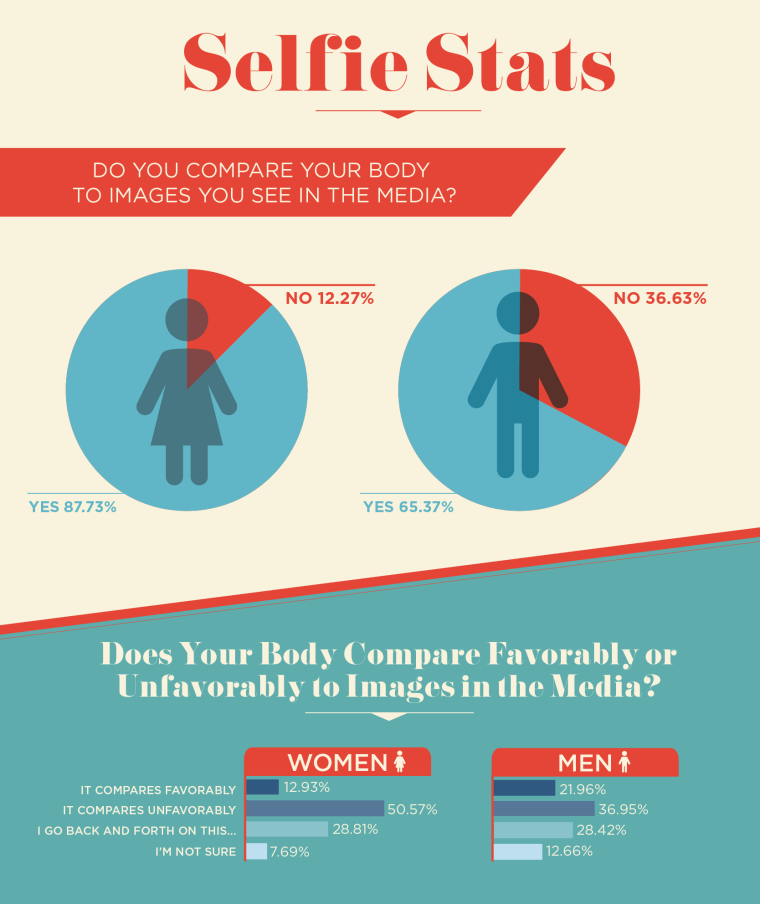 Selfie Stats
DO YOU COMPARE YOUR BODY
TO IMAGES YOU SEE IN THE MEDIA?
NO 12.27%
YES 87.73%
NO 36.63%
YES 65.37%
Does Your Body Compare Favorably or
Unfavorably to Images in the Media?
WOMEN
MEN
IT COMPARES FAVORABLY 12.93% 21.96%
IT COMPARES UNFAVORABLY 50.57% 36.95%
I GO BACK AND FORTH ON THIS... 28.81% 28.42%
I'M NOT SURE 7.69% 12.66%